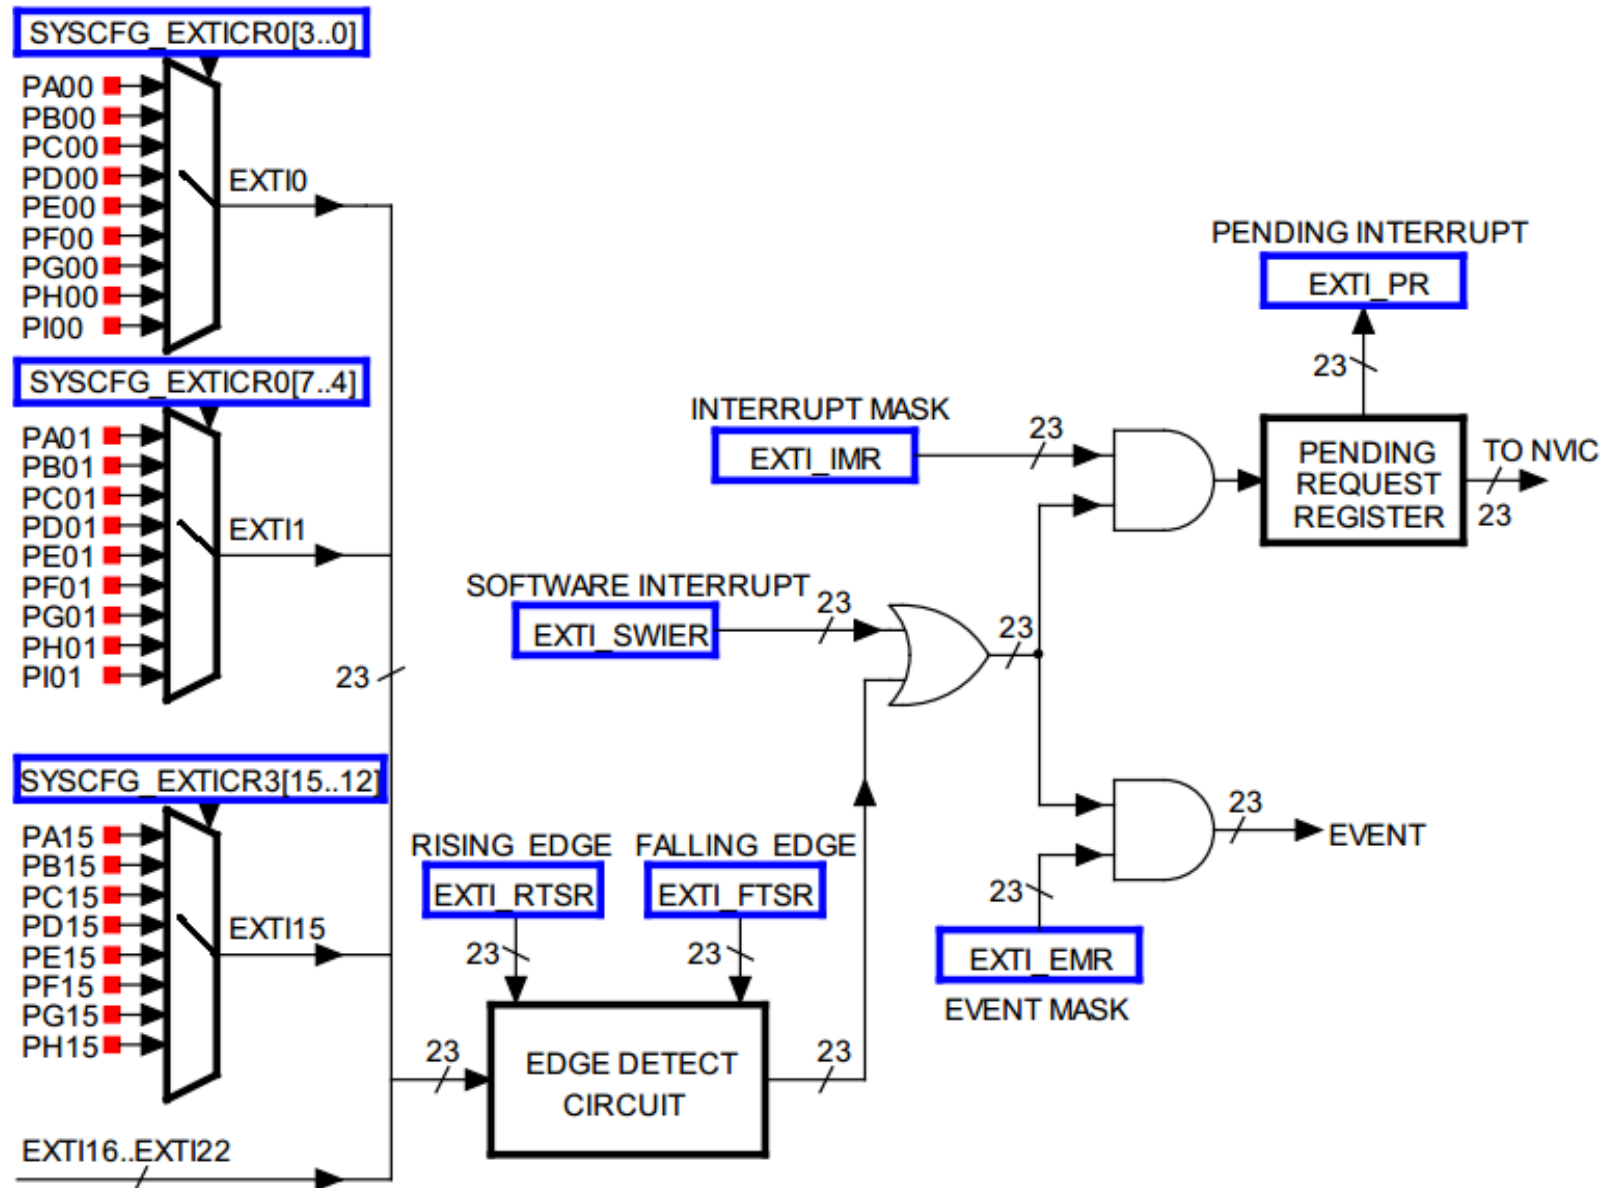 SYSCFG_EXTICR0[3..0]
PA00
PB00
PC00
PD00
PE00
PF00
PG00
PH00
PI00
EXTI0
SYSCFG_EXTICR0[7..4]
PA01
PB01
PC01
PD01
PE01
PF01
PG01
PH01
PI01
EXTI1
23
SYSCFG_EXTICR3[15..12]
PA15
PB15
PC15
PD15
PE15
PF15
PG15
PH15
EXTI15
EXTI16..EXTI22
RISING EDGE
EXTI_RTSR
23
FALLING EDGE
EXTI_FTSR
23
23
EDGE DETECT
CIRCUIT
23
SOFTWARE INTERRUPT
EXTI_SWIER
23
23
INTERRUPT MASK
EXTI_IMR
23
PENDING INTERRUPT
EXTI_PR
23
PENDING
REQUEST
REGISTER
TO NVIC
23
23
EVENT
23
EXTI_EMR
EVENT MASK